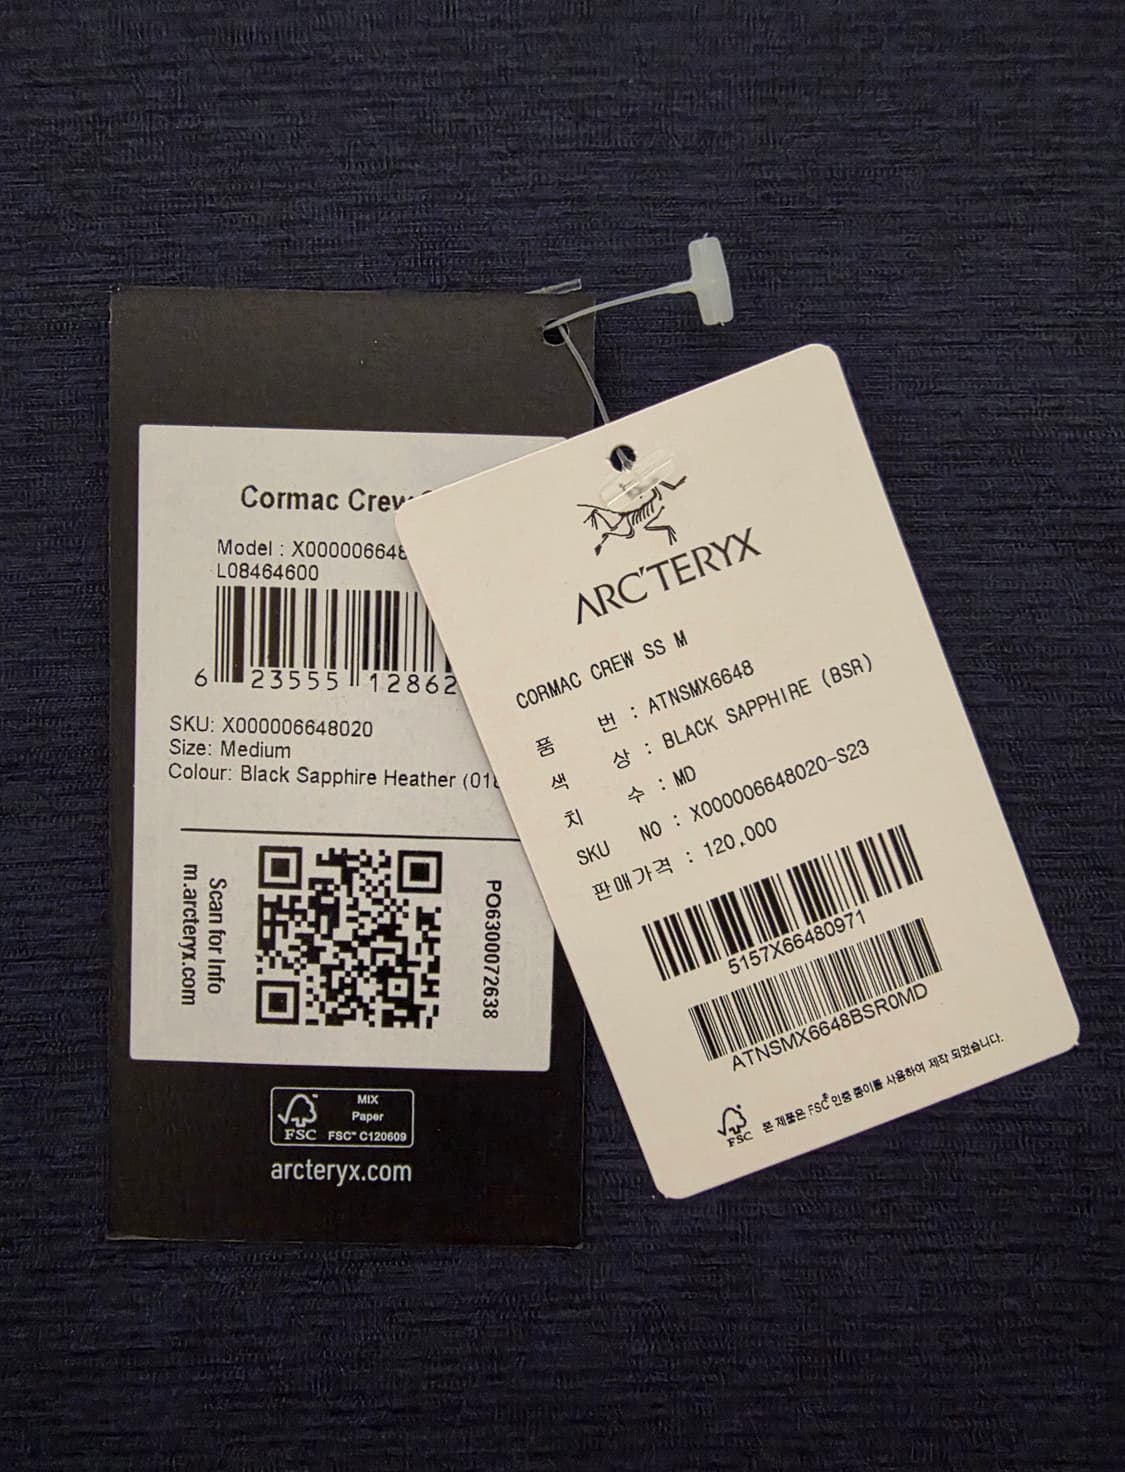 Cormac Crew
Model : X000006648
L08464600
6 23555 12862
SKU: X000006648020
Size: Medium
Colour: Black Sapphire Heather (018
Scan for Info
m.arcteryx.com
PO6300072638
MIX
Paper
FSC™ C120609
FSC
arcteryx.com
ARC'TERYX
CORMAC CREW SS M
품 번 : ATNSMX6648
색 상 : BLACK SAPPHIRE (BSR)
치 수 : MD
SKU NO : X000006648020-S23
판매가격 : 120,000
5157X66480971
ATNSMX6648BSR0MD
FSC
본 제품은 FSC® 인증 종이를 사용하여 제작 되었습니다.